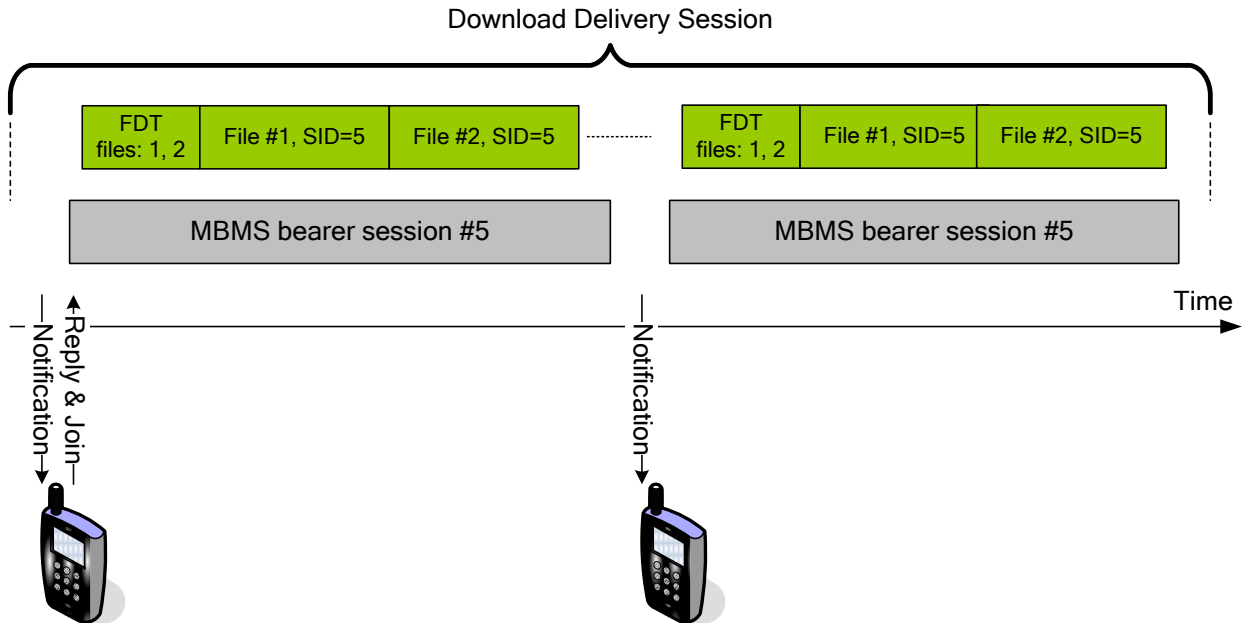 Download Delivery Session
FDT
files: 1, 2
File #1, SID=5
File #2, SID=5
FDT
files: 1, 2
File #1, SID=5
File #2, SID=5
MBMS bearer session #5
MBMS bearer session #5
Time
Notification
Reply & Join
Notification